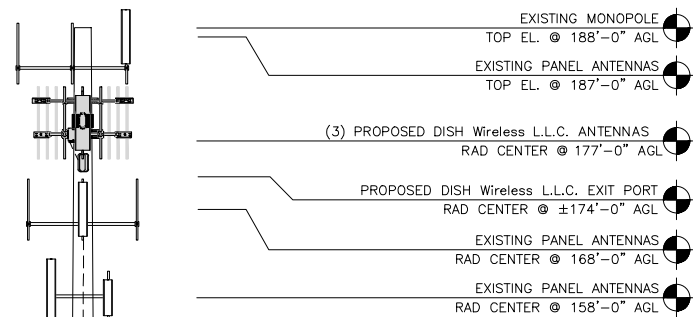 EXISTING MONOPOLE
TOP EL. @ 188'-0" AGL
EXISTING PANEL ANTENNAS
TOP EL. @ 187'-0" AGL
(3) PROPOSED DISH Wireless L.L.C. ANTENNAS
RAD CENTER @ 177'-0" AGL
PROPOSED DISH Wireless L.L.C. EXIT PORT
RAD CENTER @ ±174'-0" AGL
EXISTING PANEL ANTENNAS
RAD CENTER @ 168'-0" AGL
EXISTING PANEL ANTENNAS
RAD CENTER @ 158'-0" AGL